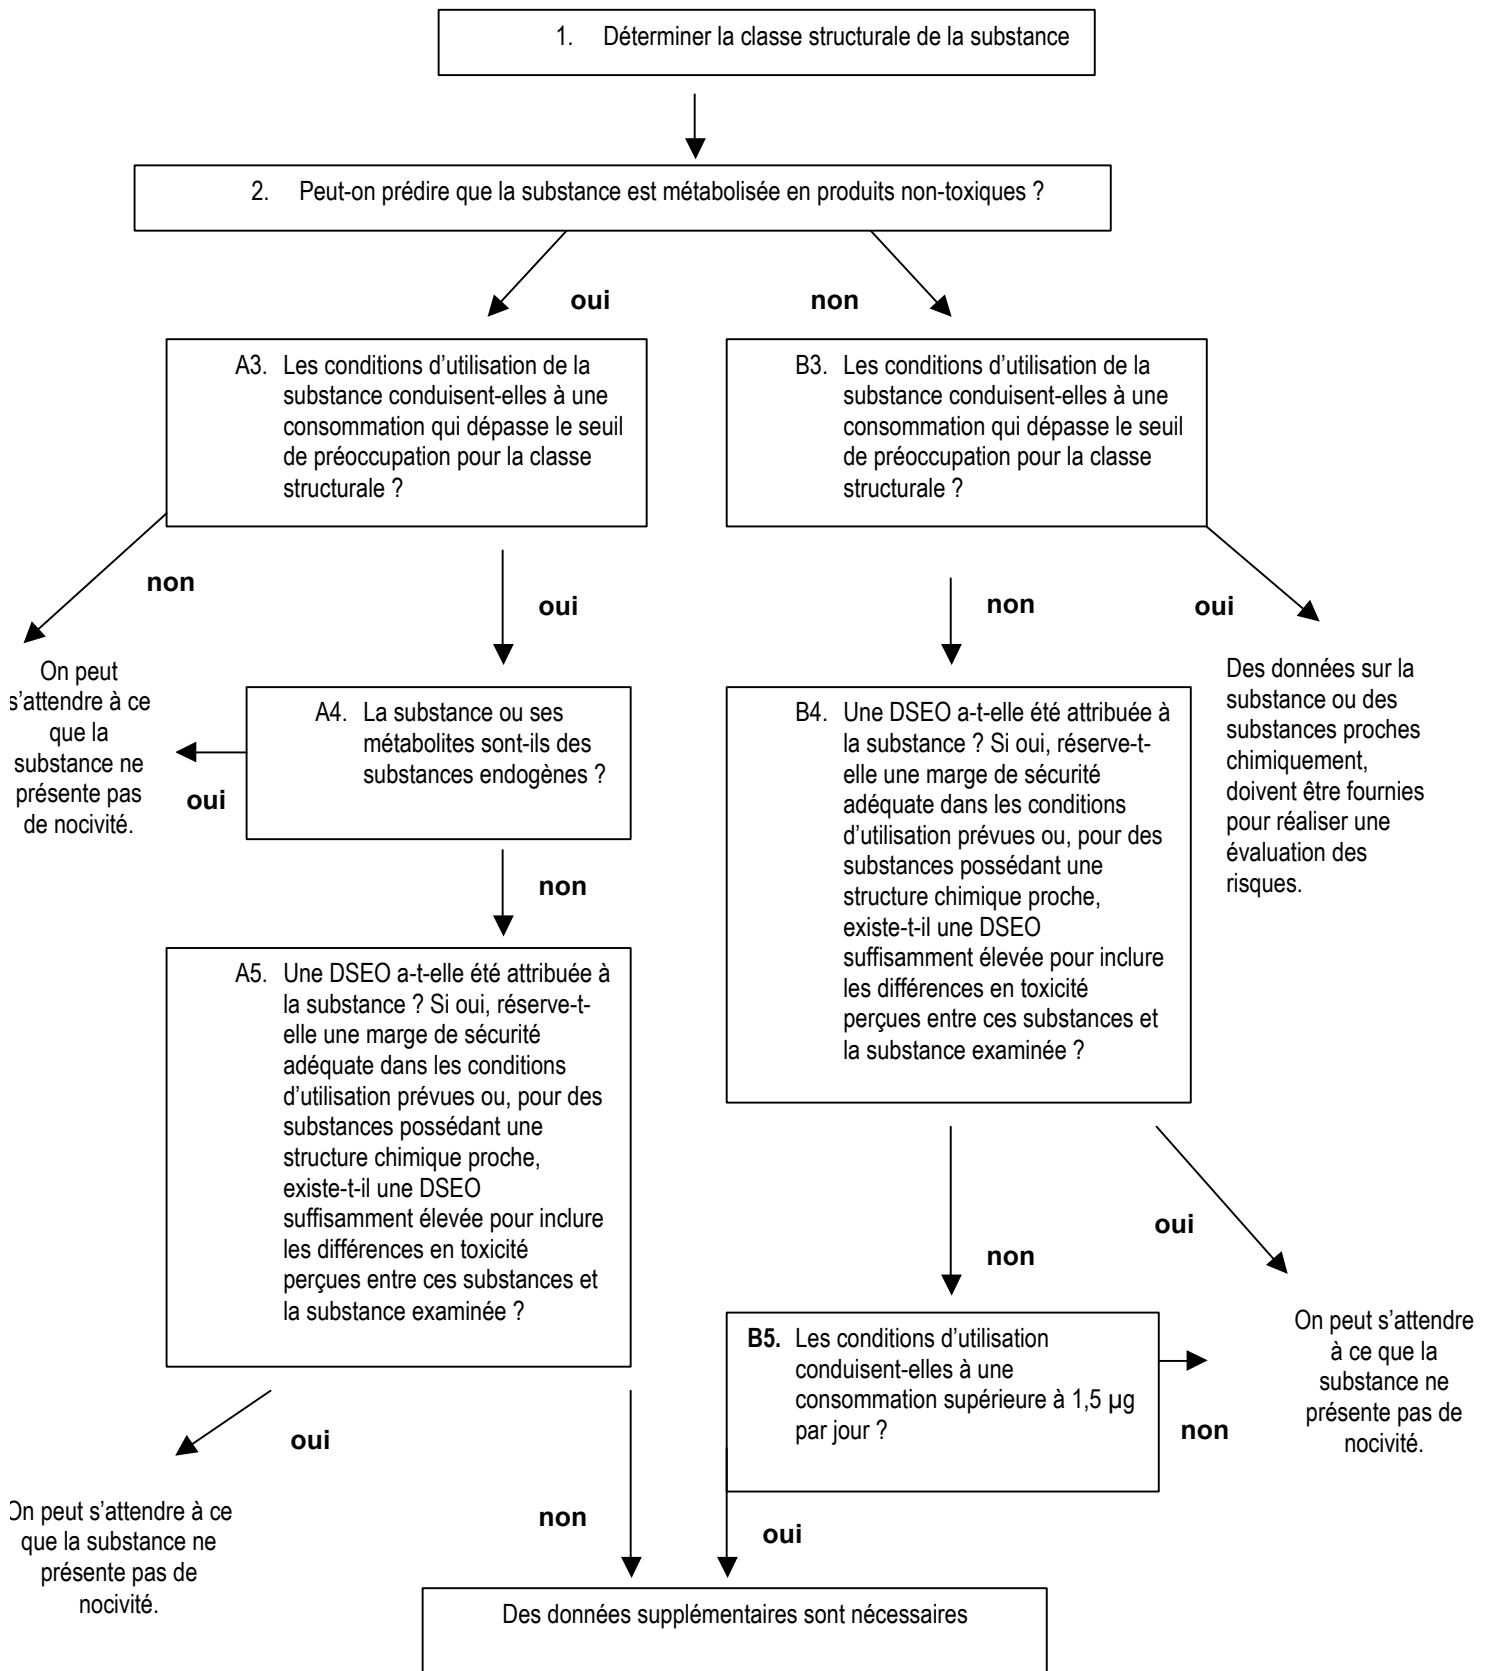 1. Déterminer la classe structurale de la substance
2. Peut-on prédire que la substance est métabolisée en produits non-toxiques ?
oui
non
A3. Les conditions d’utilisation de la
substance conduisent-elles à une
consommation qui dépasse le seuil
de préoccupation pour la classe
structurale ?
B3. Les conditions d’utilisation de la
substance conduisent-elles à une
consommation qui dépasse le seuil
de préoccupation pour la classe
structurale ?
non
oui
non
oui
On peut
s’attendre à ce
que la
substance ne
présente pas
de nocivité.
oui
A4. La substance ou ses
métabolites sont-ils des
substances endogènes ?
B4. Une DSEO a-t-elle été attribuée à
la substance ? Si oui, réserve-t-
elle une marge de sécurité
adéquate dans les conditions
d’utilisation prévues ou, pour des
substances possédant une
structure chimique proche,
existe-t-il une DSEO
suffisamment élevée pour inclure
les différences en toxicité
perçues entre ces substances et
la substance examinée ?
Des données sur la
substance ou des
substances proches
chimiquement,
doivent être fournies
pour réaliser une
évaluation des
risques.
non
A5. Une DSEO a-t-elle été attribuée à
la substance ? Si oui, réserve-t-
elle une marge de sécurité
adéquate dans les conditions
d’utilisation prévues ou, pour des
substances possédant une
structure chimique proche,
existe-t-il une DSEO
suffisamment élevée pour inclure
les différences en toxicité
perçues entre ces substances et
la substance examinée ?
non
oui
B5. Les conditions d’utilisation
conduisent-elles à une
consommation supérieure à 1,5 µg
par jour ?
non
On peut s’attendre
à ce que la
substance ne
présente pas de
nocivité.
oui
non
oui
On peut s’attendre à ce
que la substance ne
présente pas de
nocivité.
Des données supplémentaires sont nécessaires